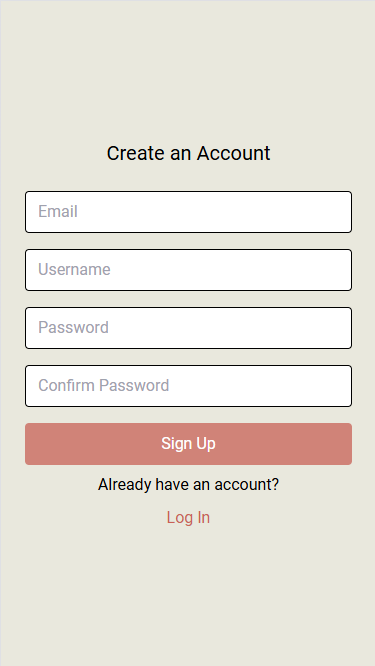 Create an Account
Email
Username
Password
Confirm Password
Sign Up
Already have an account?
Log In